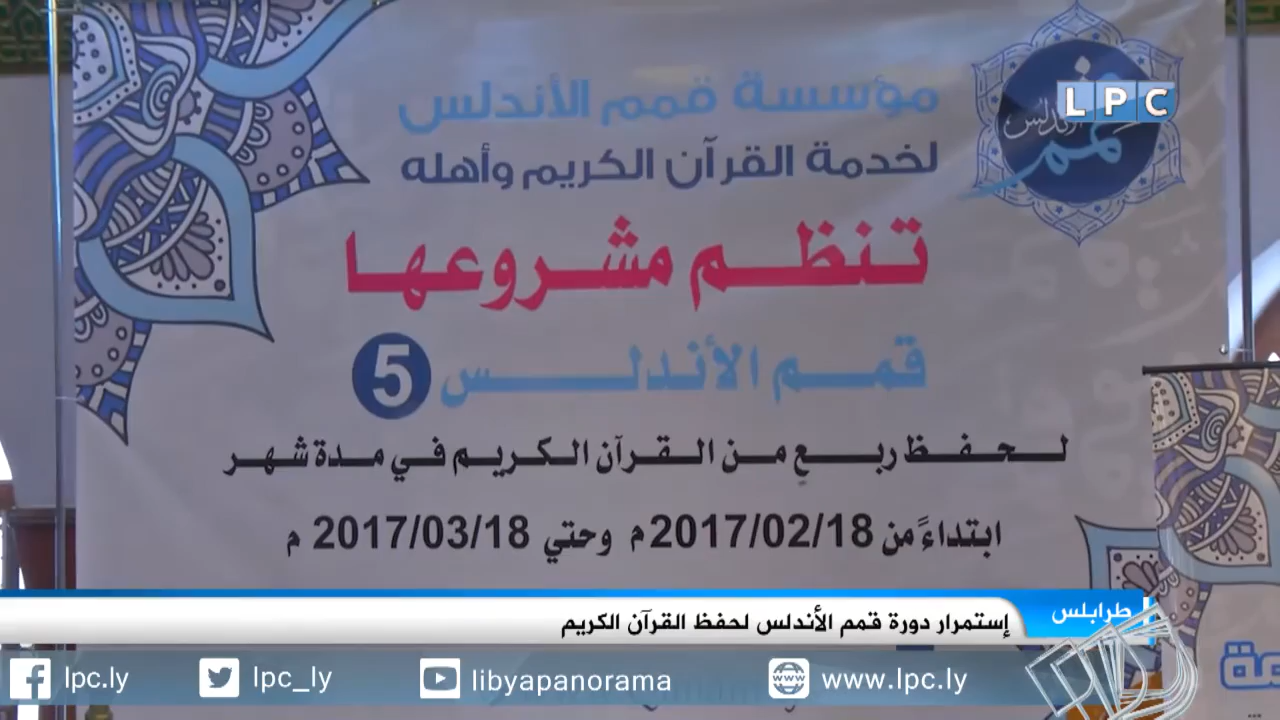 مؤسسة قمم الأندلس
لخدمة القرآن الكريم وأهله
تنظم مشروعها
قمم الأندلس 5
لحفظ ربعٍ من القرآن الكريم في مدة شهر
ابتداءً من 2017/02/18م وحتي 2017/03/18 م
قمم
الأندلس
LPC
طرابلس
إستمرار دورة قمم الأندلس لحفظ القرآن الكريم
lpc.ly
lpc_ly
libyapanorama
www.lpc.ly